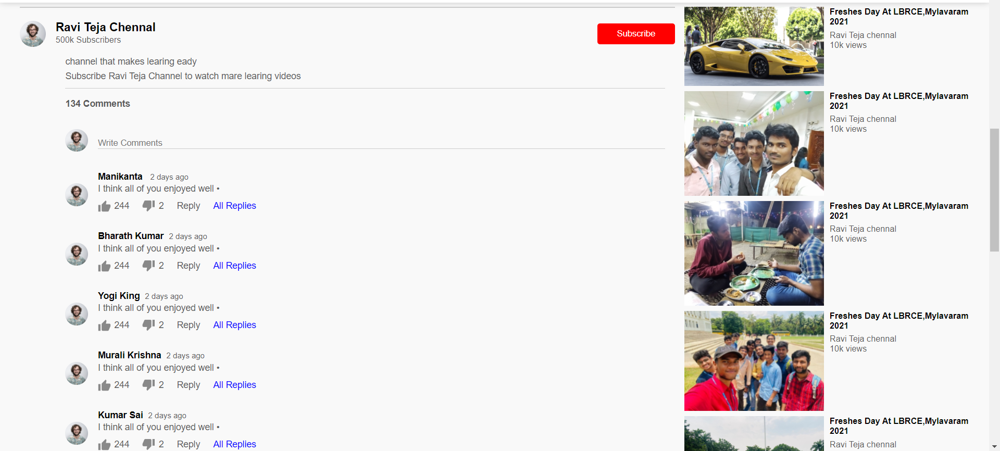 Ravi Teja Chennal
500k Subscribers
Subscribe
channel that makes learing eady
Subscribe Ravi Teja Channel to watch mare learing videos
134 Comments
Write Comments
Manikanta 2 days ago
I think all of you enjoyed well •
244 2 Reply All Replies
Bharath Kumar 2 days ago
I think all of you enjoyed well •
244 2 Reply All Replies
Yogi King 2 days ago
I think all of you enjoyed well •
244 2 Reply All Replies
Murali Krishna 2 days ago
I think all of you enjoyed well •
244 2 Reply All Replies
Kumar Sai 2 days ago
I think all of you enjoyed well •
244 2 Reply All Replies
Freshes Day At LBRCE,Mylavaram
2021
Ravi Teja chennal
10k views
Freshes Day At LBRCE,Mylavaram
2021
Ravi Teja chennal
10k views
Freshes Day At LBRCE,Mylavaram
2021
Ravi Teja chennal
10k views
Freshes Day At LBRCE,Mylavaram
2021
Ravi Teja chennal
10k views
Freshes Day At LBRCE,Mylavaram
2021
Ravi Teja chennal